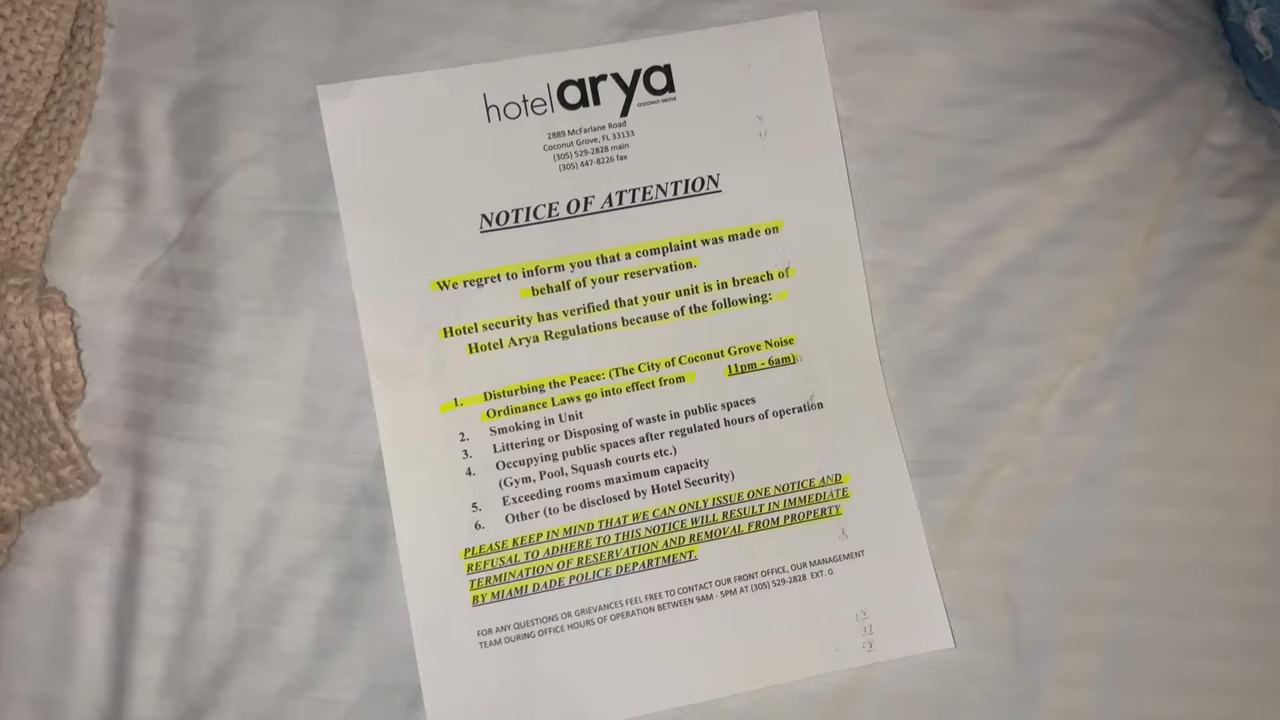 hotel arya
COCONUT GROVE
2889 McFarlane Road
Coconut Grove, FL 33133
(305) 529-2828 main
(305) 447-8226 fax
NOTICE OF ATTENTION
We regret to inform you that a complaint was made on
behalf of your reservation.
Hotel security has verified that your unit is in breach of
Hotel Arya Regulations because of the following:
1. Disturbing the Peace: (The City of Coconut Grove Noise
Ordinance Laws go into effect from 11pm - 6am)
2. Smoking in Unit
3. Littering or Disposing of waste in public spaces
4. Occupying public spaces after regulated hours of operation
(Gym, Pool, Squash courts etc.)
5. Exceeding rooms maximum capacity
6. Other (to be disclosed by Hotel Security)
PLEASE KEEP IN MIND THAT WE CAN ONLY ISSUE ONE NOTICE AND
REFUSAL TO ADHERE TO THIS NOTICE WILL RESULT IN IMMEDIATE
TERMINATION OF RESERVATION AND REMOVAL FROM PROPERTY
BY MIAMI DADE POLICE DEPARTMENT.
FOR ANY QUESTIONS OR GRIEVANCES FEEL FREE TO CONTACT OUR FRONT OFFICE, OUR MANAGEMENT
TEAM DURING OFFICE HOURS OF OPERATION BETWEEN 9AM - 5PM AT (305) 529-2828 EXT. 0